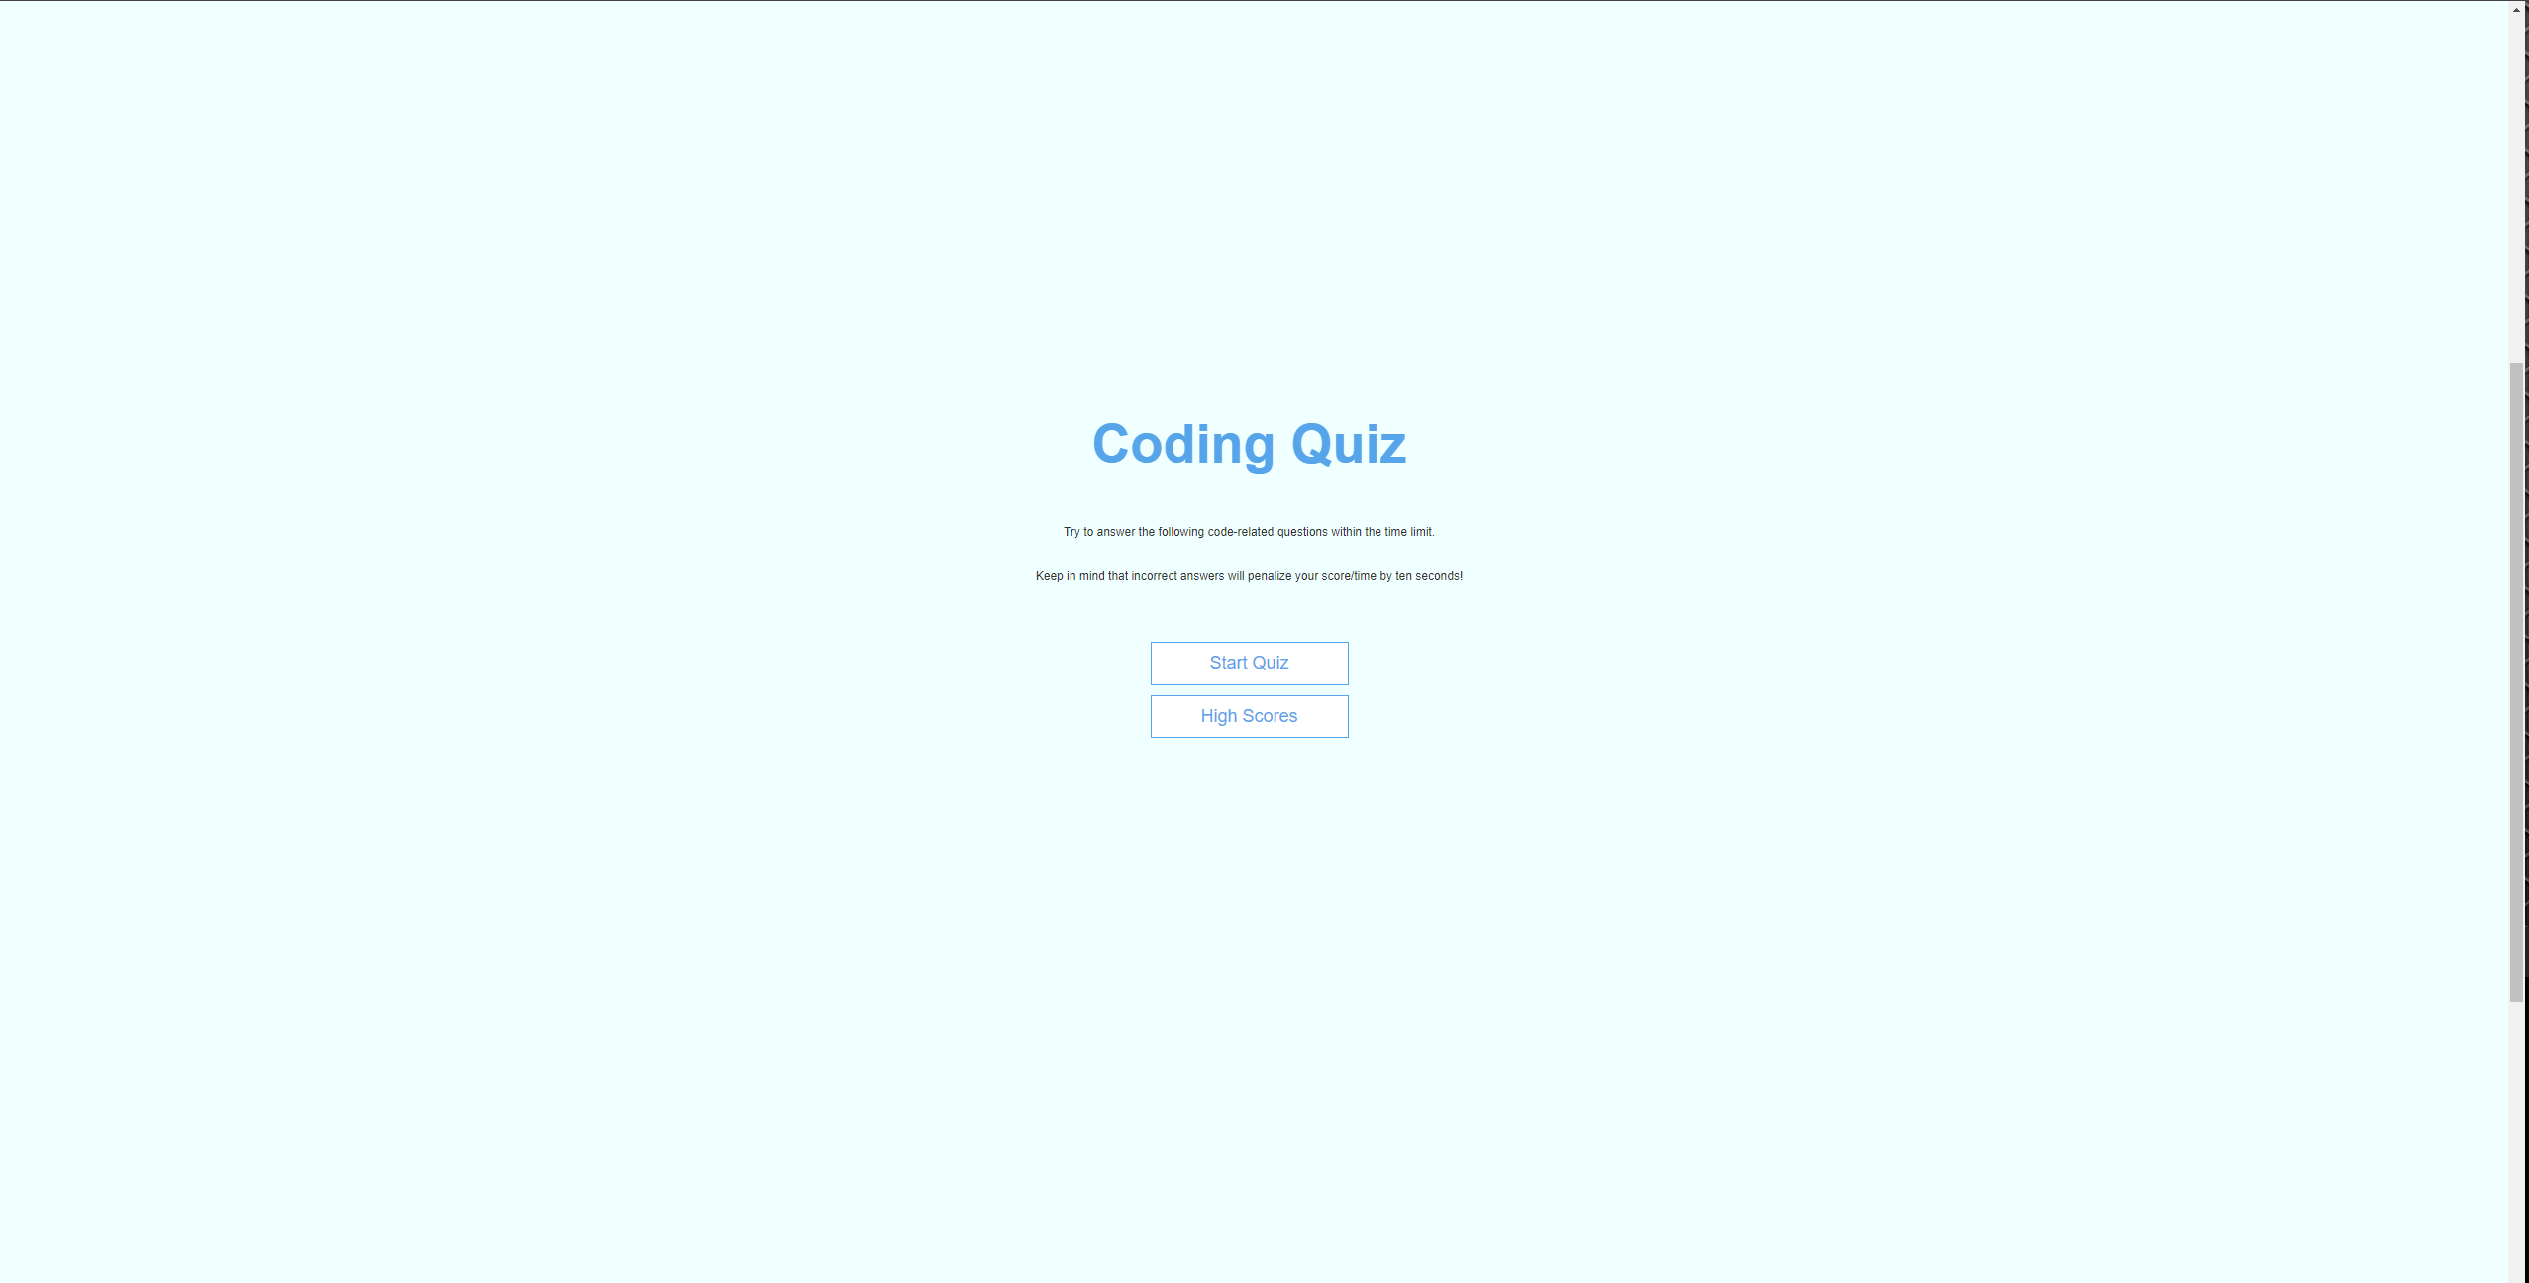 Coding Quiz
Try to answer the following code-related questions within the time limit.
Keep in mind that incorrect answers will penalize your score/time by ten seconds!
Start Quiz
High Scores